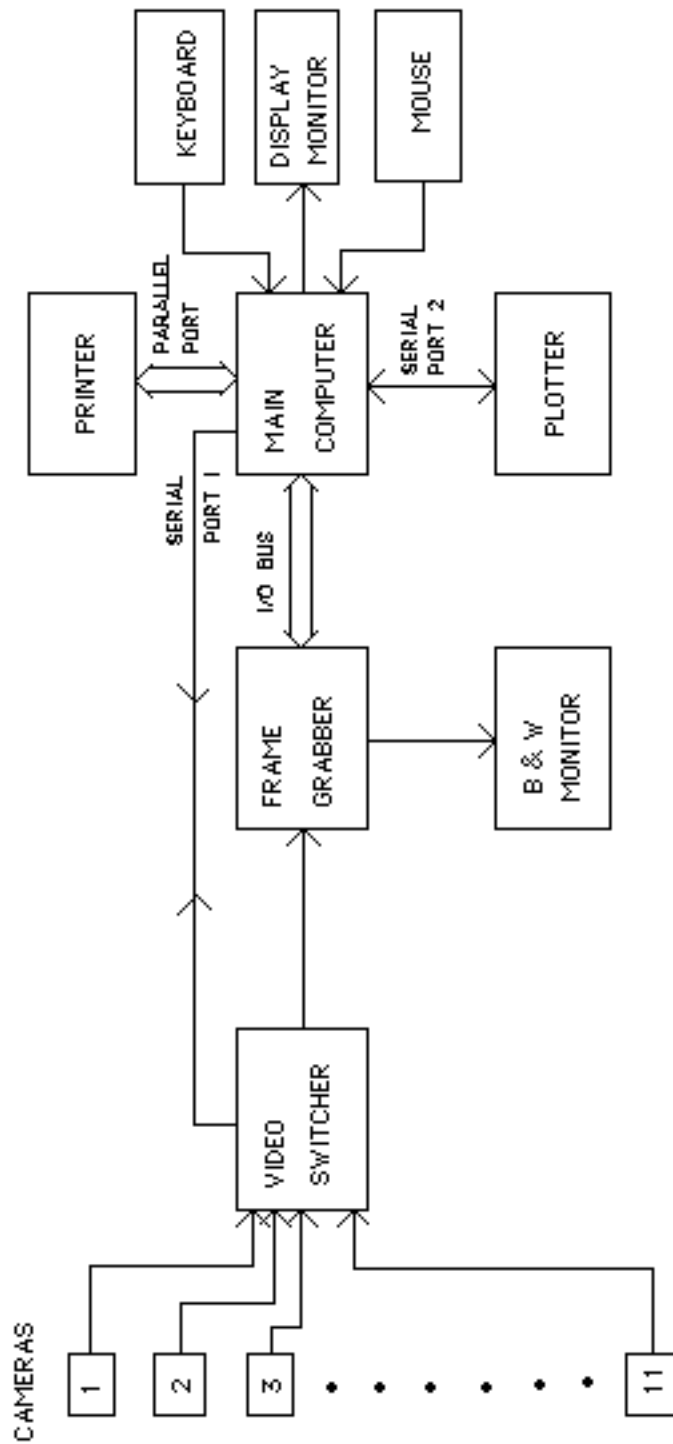 CAMERAS
1
2
3
11
VIDEO
SWITCHER
FRAME
GRABBER
B & W
MONITOR
I/O BUS
SERIAL
PORT 1
MAIN
COMPUTER
PRINTER
PARALLEL
PORT
SERIAL
PORT 2
PLOTTER
KEYBOARD
DISPLAY
MONITOR
MOUSE